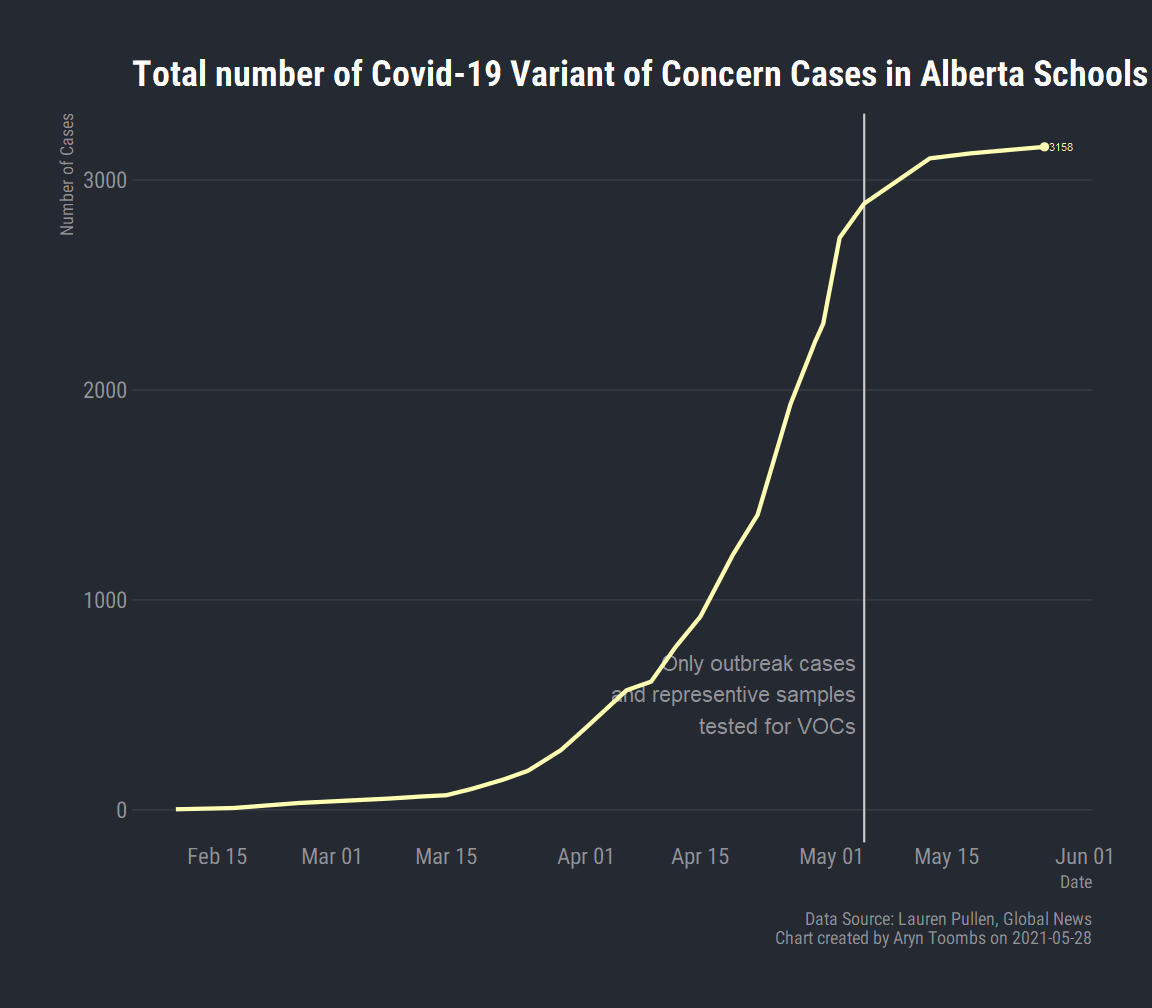 Total number of Covid-19 Variant of Concern Cases in Alberta Schools
Number of Cases
3158
3000
2000
1000
Only outbreak cases
and representive samples
tested for VOCs
0
Feb 15 Mar 01 Mar 15 Apr 01 Apr 15 May 01 May 15 Jun 01
Date
Data Source: Lauren Pullen, Global News
Chart created by Aryn Toombs on 2021-05-28